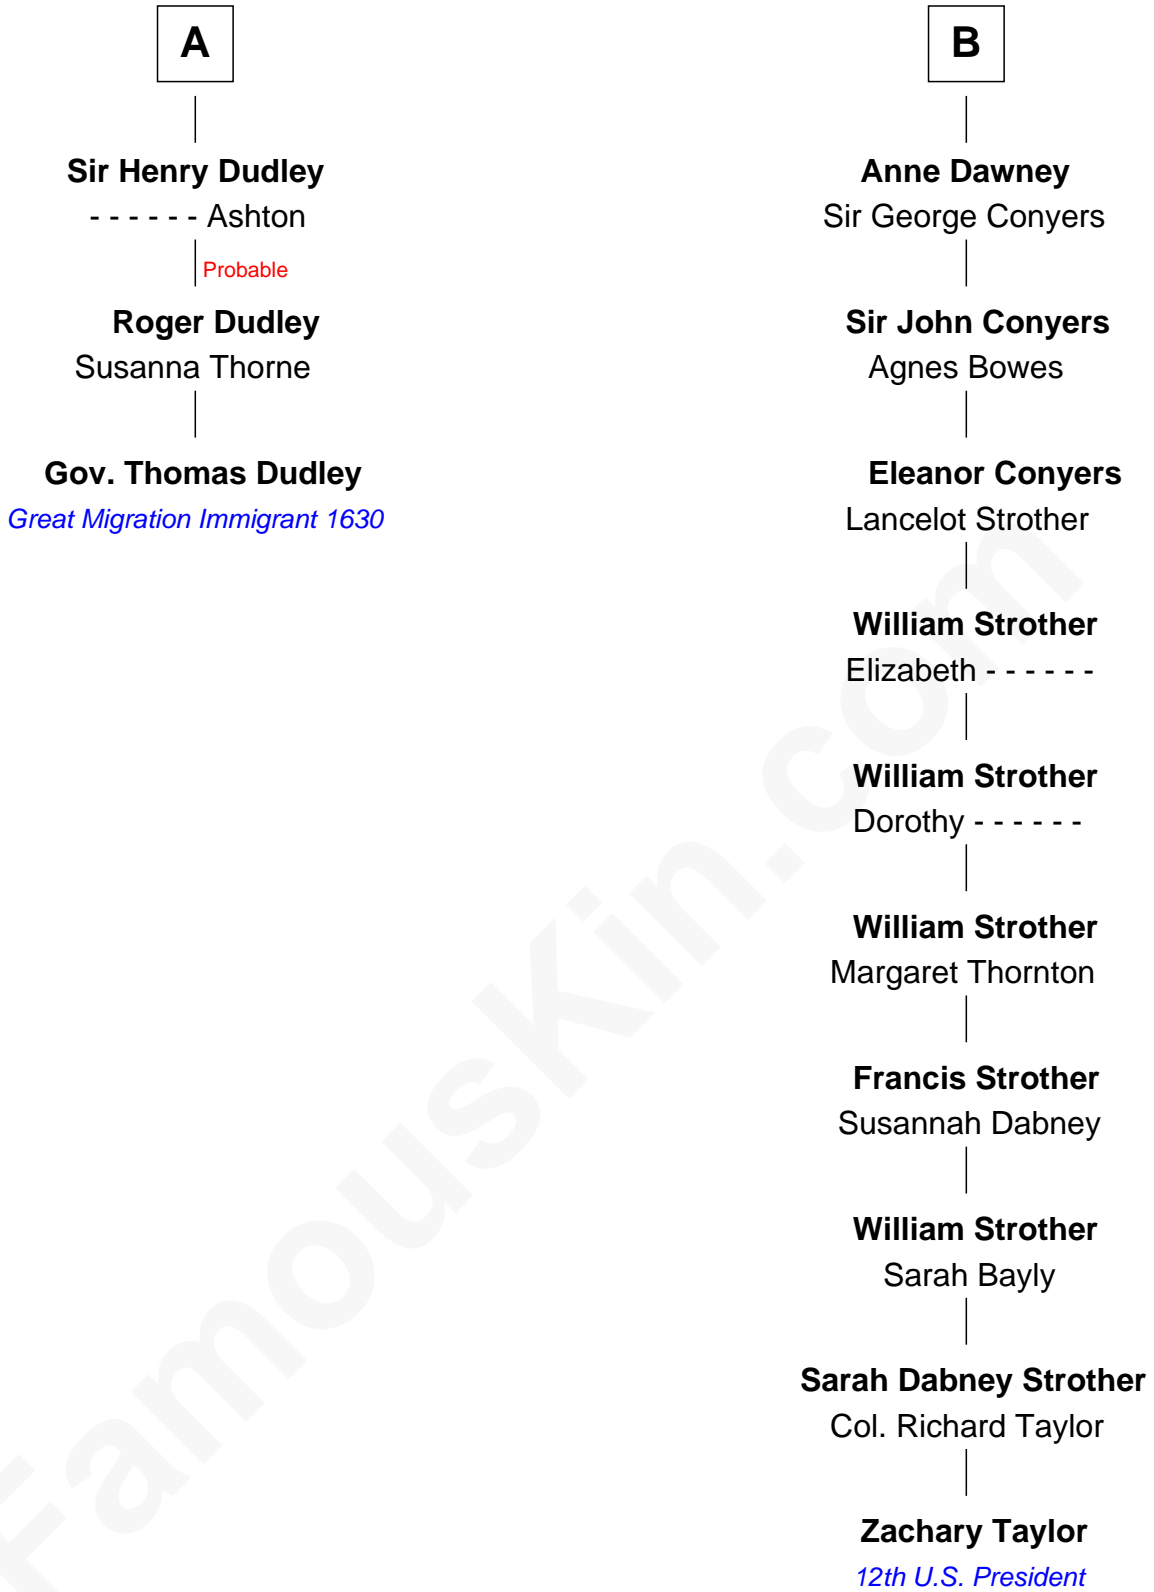 A
Sir Henry Dudley
- - - - - - Ashton
Probable
Roger Dudley
Susanna Thorne
Gov. Thomas Dudley
Great Migration Immigrant 1630
B
Anne Dawney
Sir George Conyers
Sir John Conyers
Agnes Bowes
Eleanor Conyers
Lancelot Strother
William Strother
Elizabeth - - - - - -
William Strother
Dorothy - - - - - -
William Strother
Margaret Thornton
Francis Strother
Susannah Dabney
William Strother
Sarah Bayly
Sarah Dabney Strother
Col. Richard Taylor
Zachary Taylor
12th U.S. President
FamousKin.com